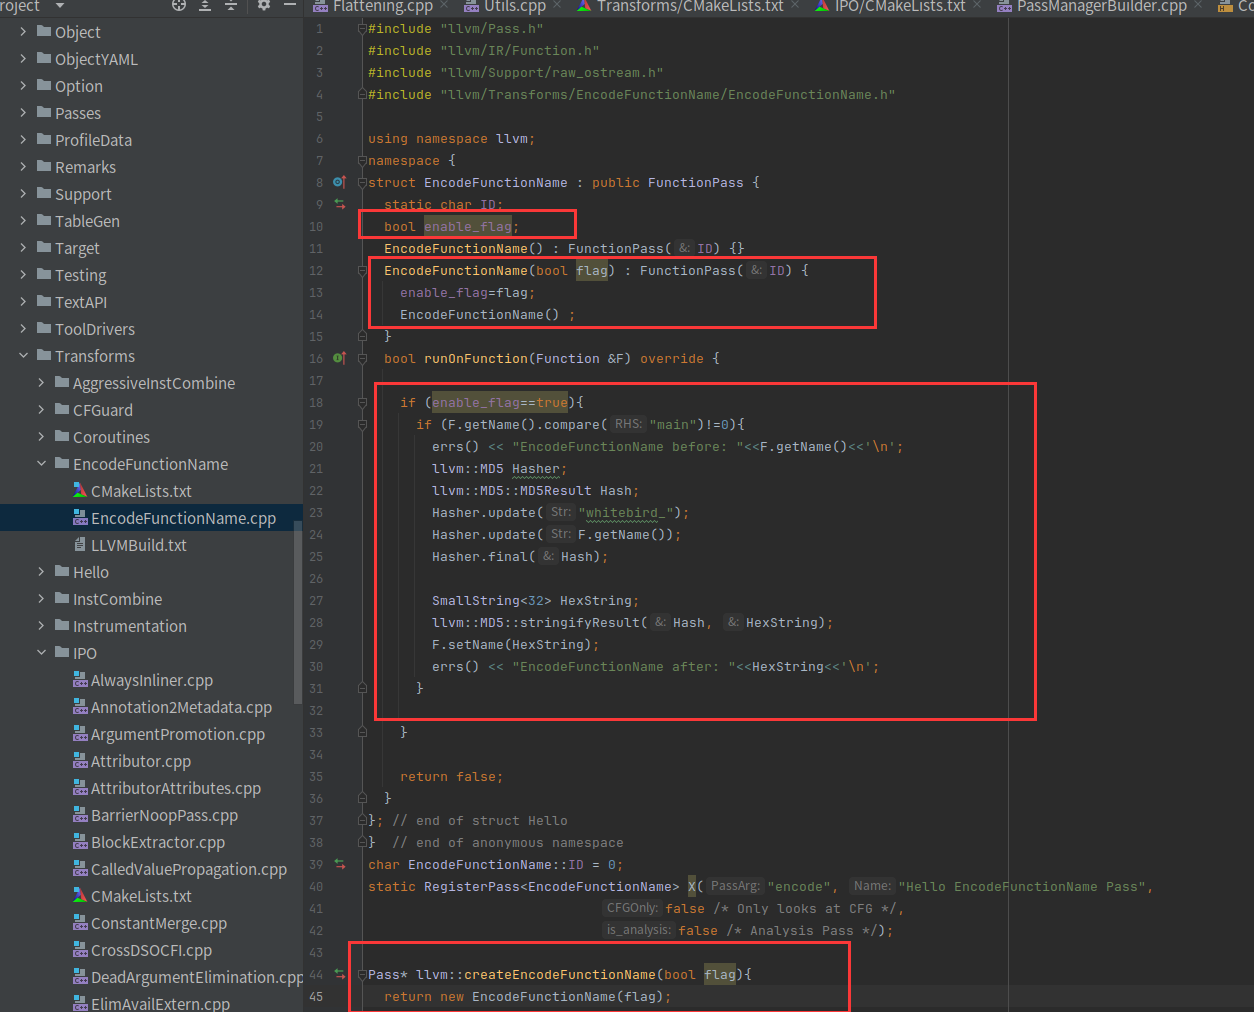 roject
Flattening.cpp
Utils.cpp
Transforms/CMakeLists.txt
IPO/CMakeLists.txt
PassManagerBuilder.cpp
Co
Object
ObjectYAML
Option
Passes
ProfileData
Remarks
Support
TableGen
Target
Testing
TextAPI
ToolDrivers
Transforms
AggressiveInstCombine
CFGuard
Coroutines
EncodeFunctionName
CMakeLists.txt
EncodeFunctionName.cpp
LLVMBuild.txt
Hello
InstCombine
Instrumentation
IPO
AlwaysInliner.cpp
Annotation2Metadata.cpp
ArgumentPromotion.cpp
Attributor.cpp
AttributorAttributes.cpp
BarrierNoopPass.cpp
BlockExtractor.cpp
CalledValuePropagation.cpp
CMakeLists.txt
ConstantMerge.cpp
CrossDSOCFI.cpp
DeadArgumentElimination.cpp
ElimAvailExtern.cpp
1 #include "llvm/Pass.h"
2 #include "llvm/IR/Function.h"
3 #include "llvm/Support/raw_ostream.h"
4 #include "llvm/Transforms/EncodeFunctionName/EncodeFunctionName.h"
5
6 using namespace llvm;
7 namespace {
8 struct EncodeFunctionName : public FunctionPass {
9 static char ID;
10 bool enable_flag;
11 EncodeFunctionName() : FunctionPass( &: ID) {}
12 EncodeFunctionName(bool flag) : FunctionPass( &: ID) {
13 enable_flag=flag;
14 EncodeFunctionName() ;
15 }
16 bool runOnFunction(Function &F) override {
17
18 if (enable_flag==true){
19 if (F.getName().compare( RHS: "main")!=0){
20 errs() << "EncodeFunctionName before: "<<F.getName()<<'\n';
21 llvm::MD5 Hasher;
22 llvm::MD5::MD5Result Hash;
23 Hasher.update( Str: "whitebird_");
24 Hasher.update( Str: F.getName());
25 Hasher.final( &: Hash);
26
27 SmallString<32> HexString;
28 llvm::MD5::stringifyResult( &: Hash, &: HexString);
29 F.setName(HexString);
30 errs() << "EncodeFunctionName after: "<<HexString<<'\n';
31 }
32
33 }
34
35 return false;
36 }
37 }; // end of struct Hello
38 } // end of anonymous namespace
39 char EncodeFunctionName::ID = 0;
40 static RegisterPass<EncodeFunctionName> X( PassArg: "encode", Name: "Hello EncodeFunctionName Pass",
41 CFGOnly: false /* Only looks at CFG */,
42 is_analysis: false /* Analysis Pass */);
43
44 Pass* llvm::createEncodeFunctionName(bool flag){
45 return new EncodeFunctionName(flag);